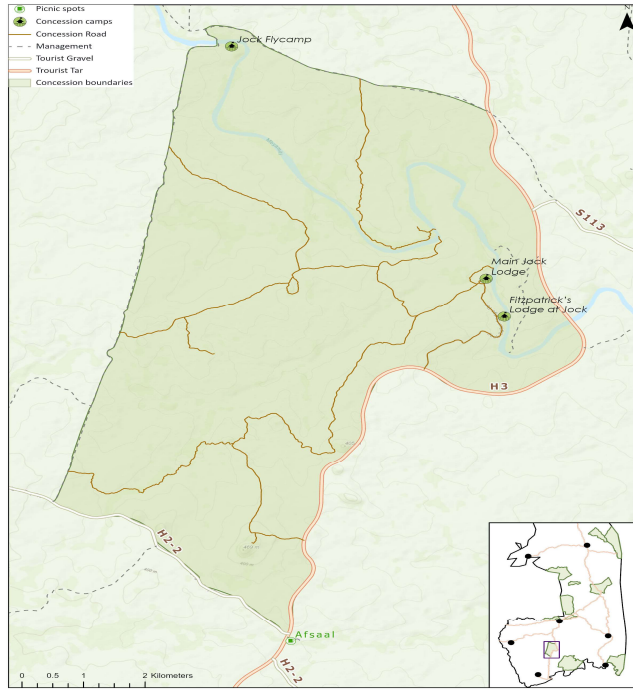 Picnic spots
Concession camps
Concession Road
Management
Tourist Gravel
Trourist Tar
Concession boundaries
Jock Flycamp
S113
Main Jock
Lodge
Fitzpatrick's
Lodge at Jock
H3
H2-2
Afsaal
H2-2
0 0.5 1 2 Kilometers